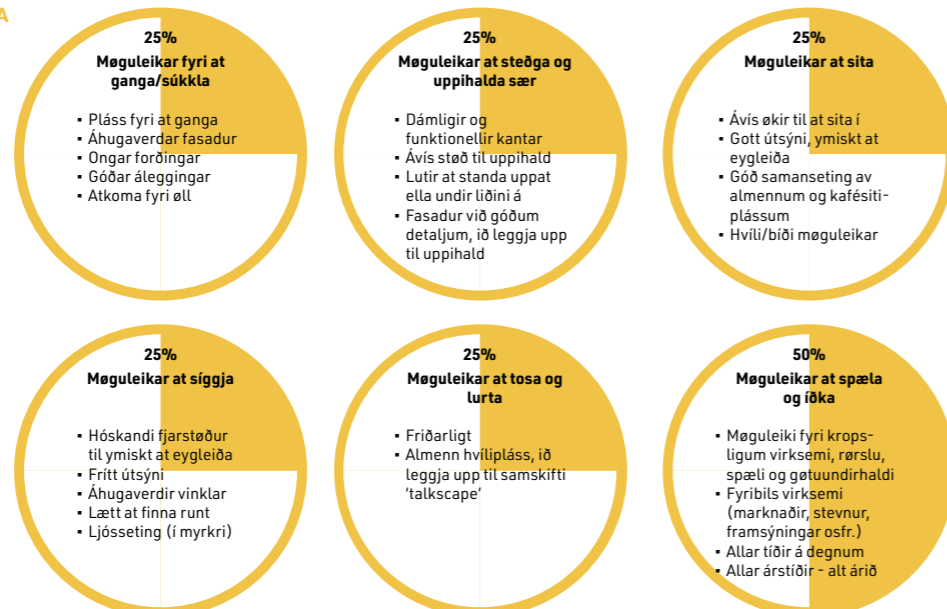 A
25%
Møguleikar fyri at
ganga/súkkla
▪ Pláss fyri at ganga
▪ Áhugaverdar fasadur
▪ Ongar forðingar
▪ Góðar áleggingar
▪ Atkoma fyri øll
25%
Møguleikar at steðga og
uppihalda sær
▪ Dámligir og
funktionellir kantar
▪ Ávís støð til uppihald
▪ Lutir at standa uppat
ella undir liðini á
▪ Fasadur við góðum
detaljum, ið leggja upp
til uppihald
25%
Møguleikar at sita
▪ Ávís økir til at sita í
▪ Gott útsýni, ymiskt at
eygleiða
▪ Góð samanseting av
almennum og kafésiti-
plássum
▪ Hvíli/bíði møguleikar
25%
Møguleikar at síggja
▪ Hóskandi fjarstøður
til ymiskt at eygleiða
▪ Frítt útsýni
▪ Áhugaverdir vinklar
▪ Lætt at finna runt
▪ Ljósseting (í myrkri)
25%
Møguleikar at tosa og
lurta
▪ Friðarligt
▪ Almenn hvílipláss, ið
leggja upp til samskifti
‘talkscape’
50%
Møguleikar at spæla
og íðka
▪ Møguleiki fyri krops-
ligum virksemi, rørslu,
spæli og gøtuundirhaldi
▪ Fyribils virksemi
(marknaðir, stevnur,
framsýningar osfr.)
▪ Allar tíðir á degnum
▪ Allar árstíðir - alt árið